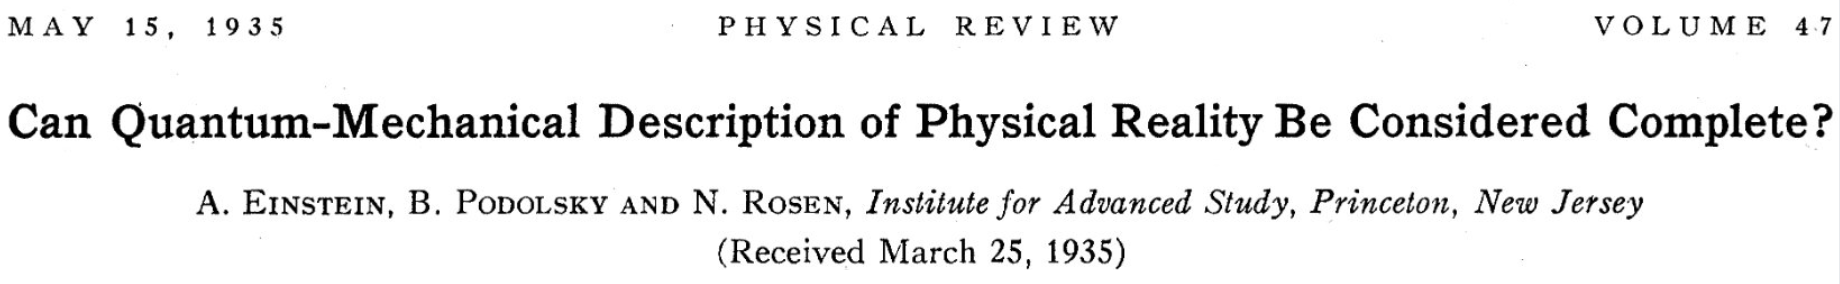 MAY 15, 1935 PHYSICAL REVIEW VOLUME 47
Can Quantum-Mechanical Description of Physical Reality Be Considered Complete?
A. EINSTEIN, B. PODOLSKY AND N. ROSEN, Institute for Advanced Study, Princeton, New Jersey
(Received March 25, 1935)